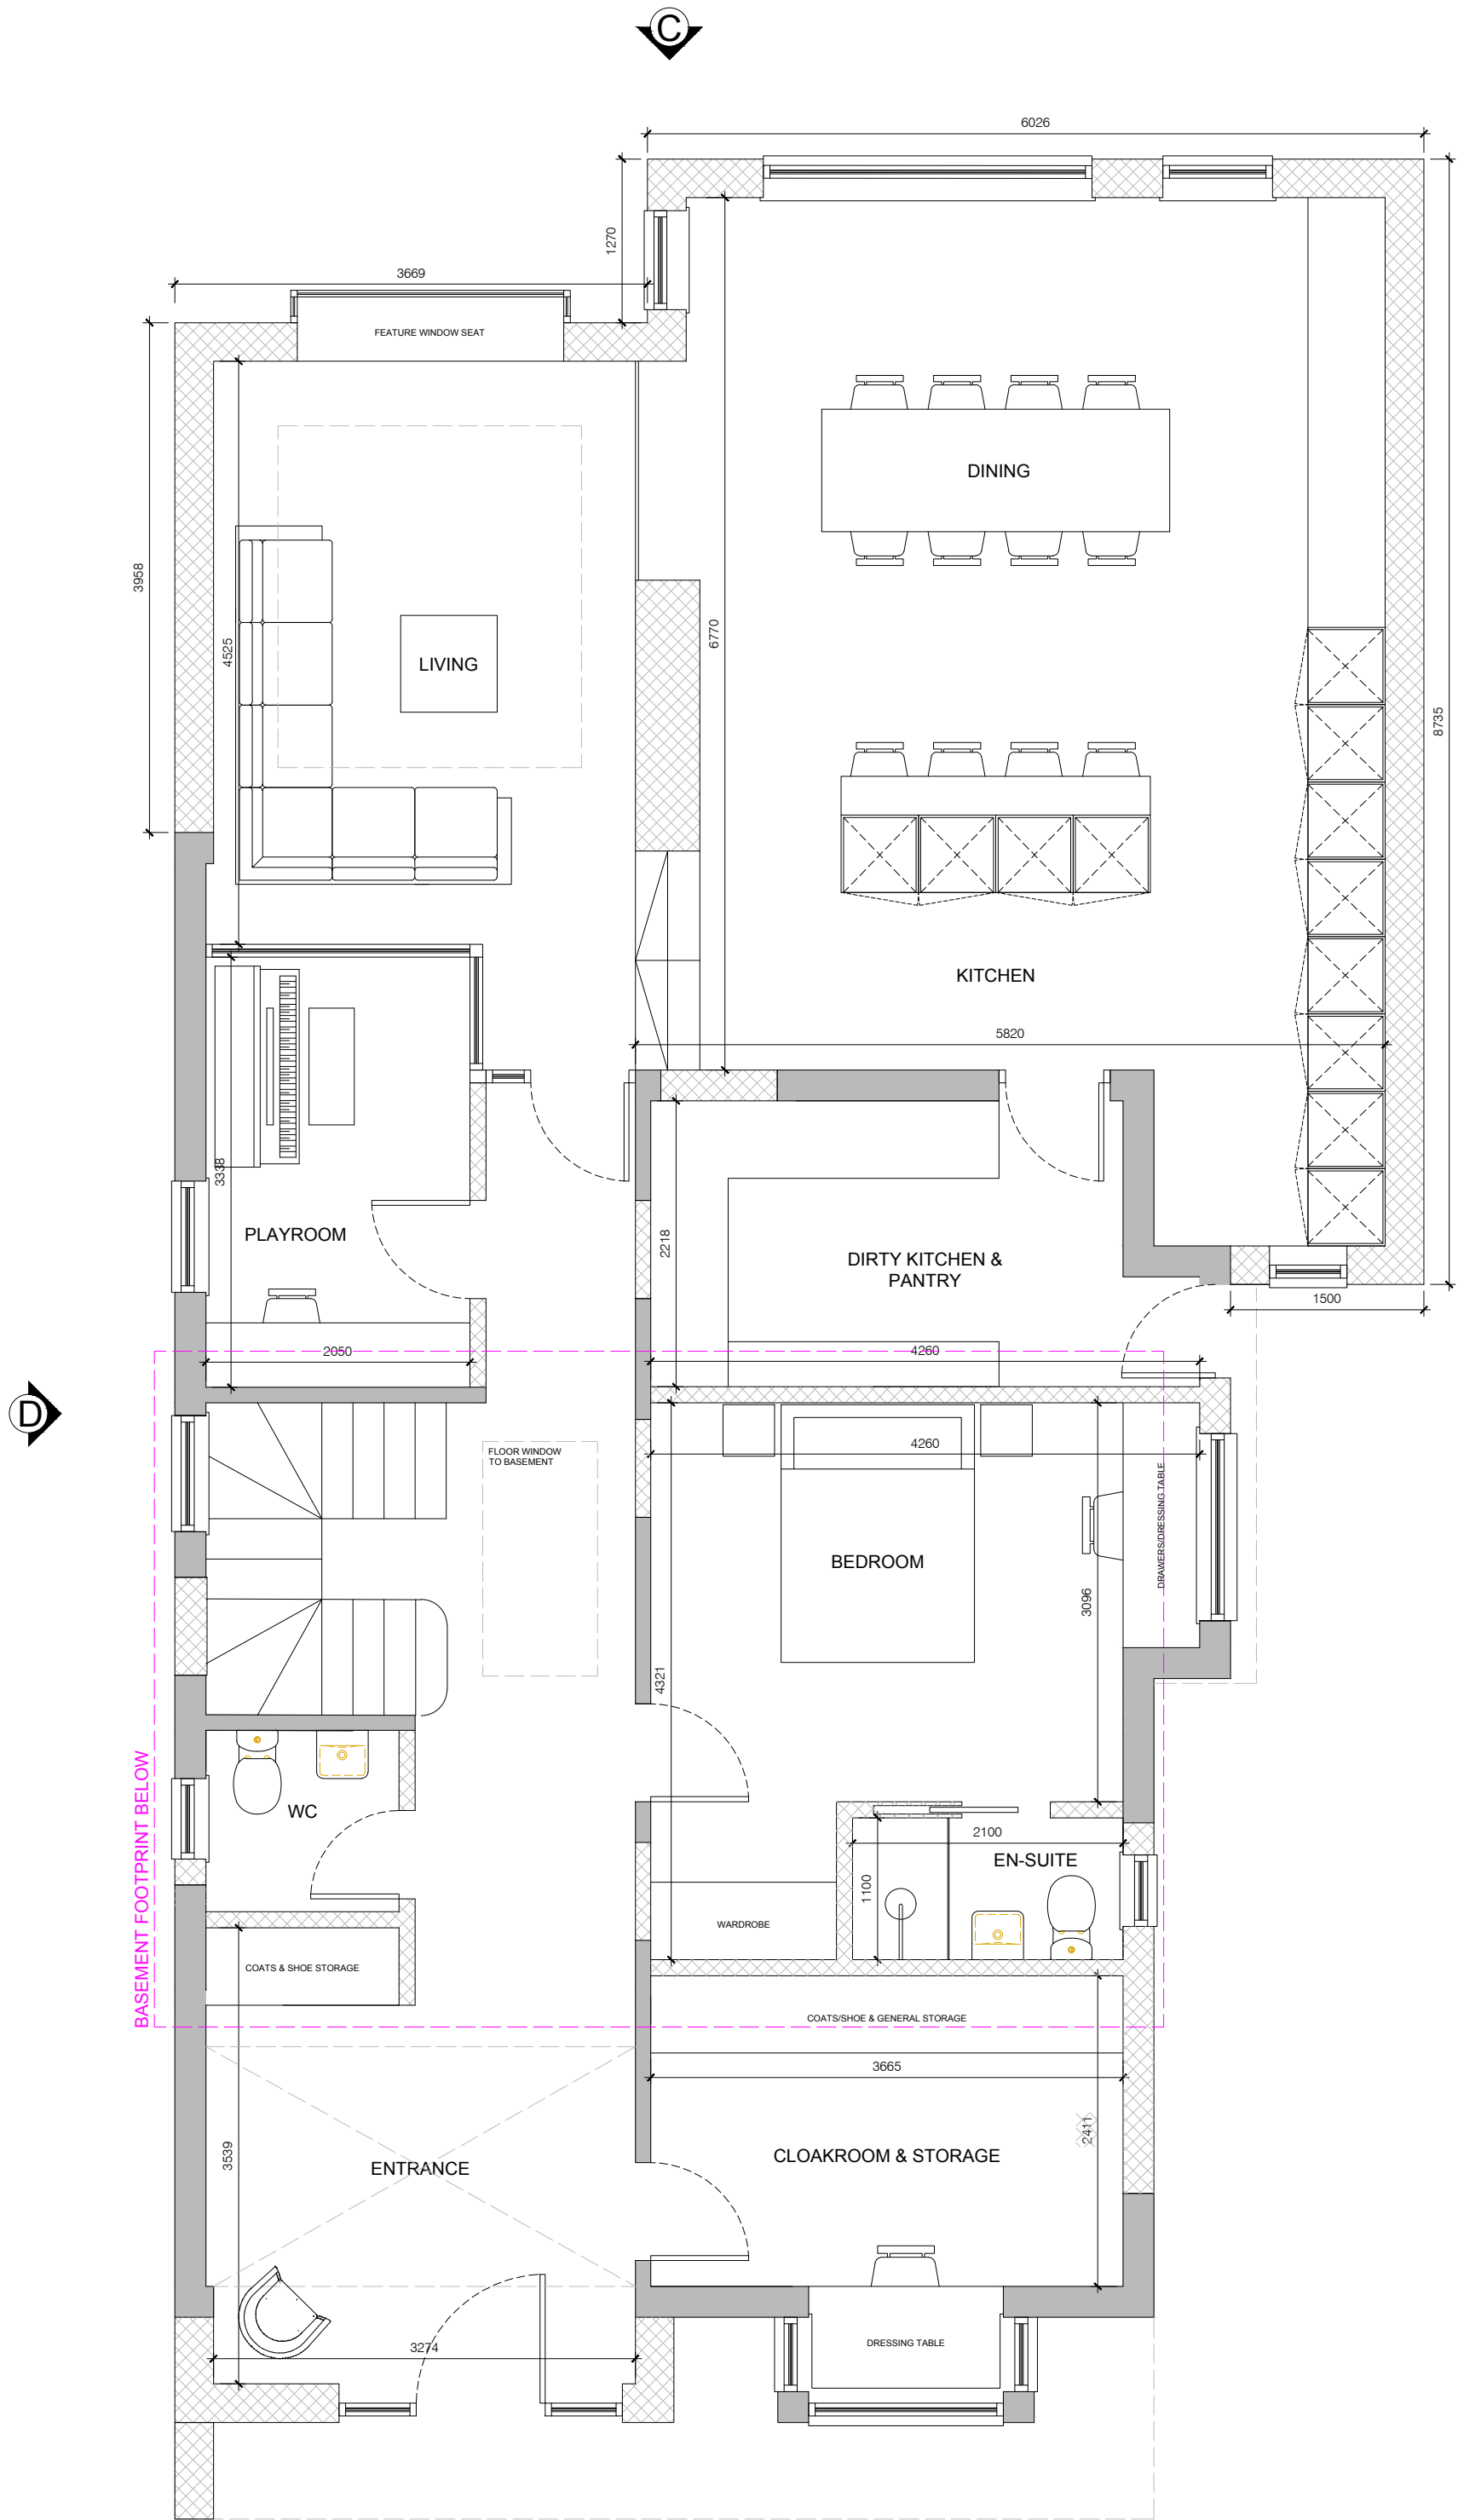 C
6026
1270
3669
FEATURE WINDOW SEAT
DINING
3958
4525
LIVING
6770
8735
KITCHEN
5820
3338
PLAYROOM
2218
DIRTY KITCHEN &
PANTRY
1500
2050
4260
D
FLOOR WINDOW
TO BASEMENT
4260
DRAWERS/DRESSING TABLE
BEDROOM
3096
4321
BASEMENT FOOTPRINT BELOW
WC
2100
EN-SUITE
1100
WARDROBE
COATS & SHOE STORAGE
COATS/SHOE & GENERAL STORAGE
3665
2411
3539
ENTRANCE
CLOAKROOM & STORAGE
3274
DRESSING TABLE